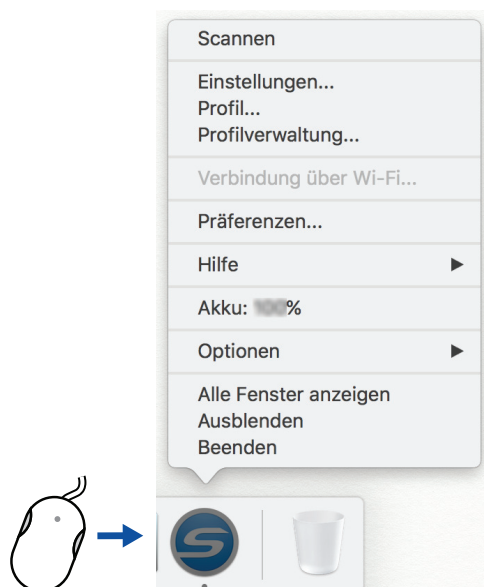 Scannen
Einstellungen...
Profil...
Profilverwaltung...
Verbindung über Wi-Fi...
Präferenzen...
Hilfe
Akku: %
Optionen
Alle Fenster anzeigen
Ausblenden
Beenden